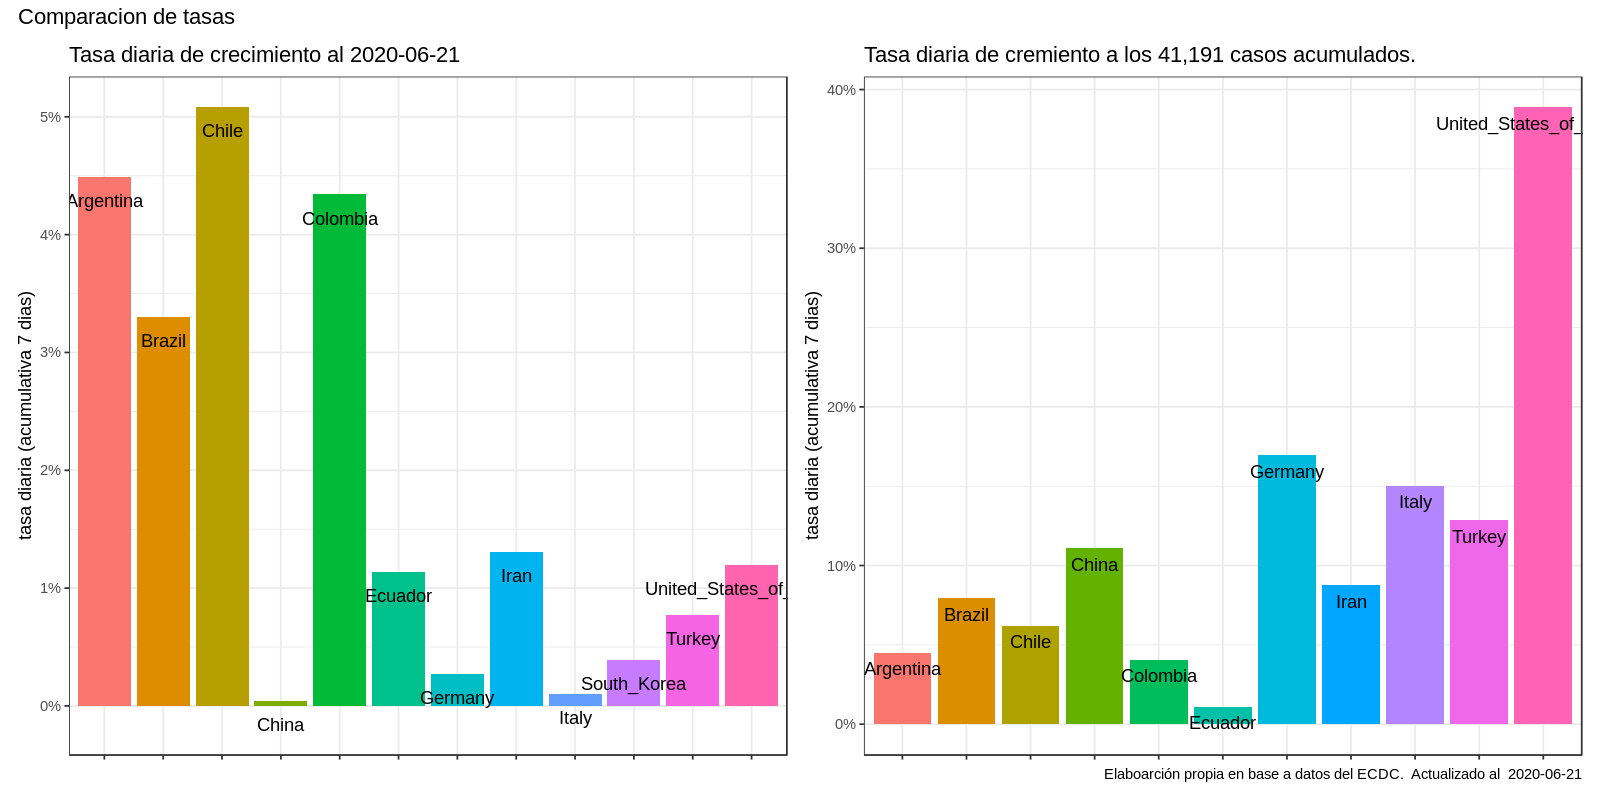 Comparacion de tasas
Tasa diaria de crecimiento al 2020-06-21
tasa diaria (acumulativa 7 dias)
5%
4%
3%
2%
1%
0%
Argentina
Brazil
Chile
China
Colombia
Ecuador
Germany
Iran
Italy
South_Korea
Turkey
United_States_of_
Tasa diaria de cremiento a los 41,191 casos acumulados.
tasa diaria (acumulativa 7 dias)
40%
30%
20%
10%
0%
Argentina
Brazil
Chile
China
Colombia
Ecuador
Germany
Iran
Italy
Turkey
United_States_of_
Elaboarción propia en base a datos del ECDC.  Actualizado al  2020-06-21